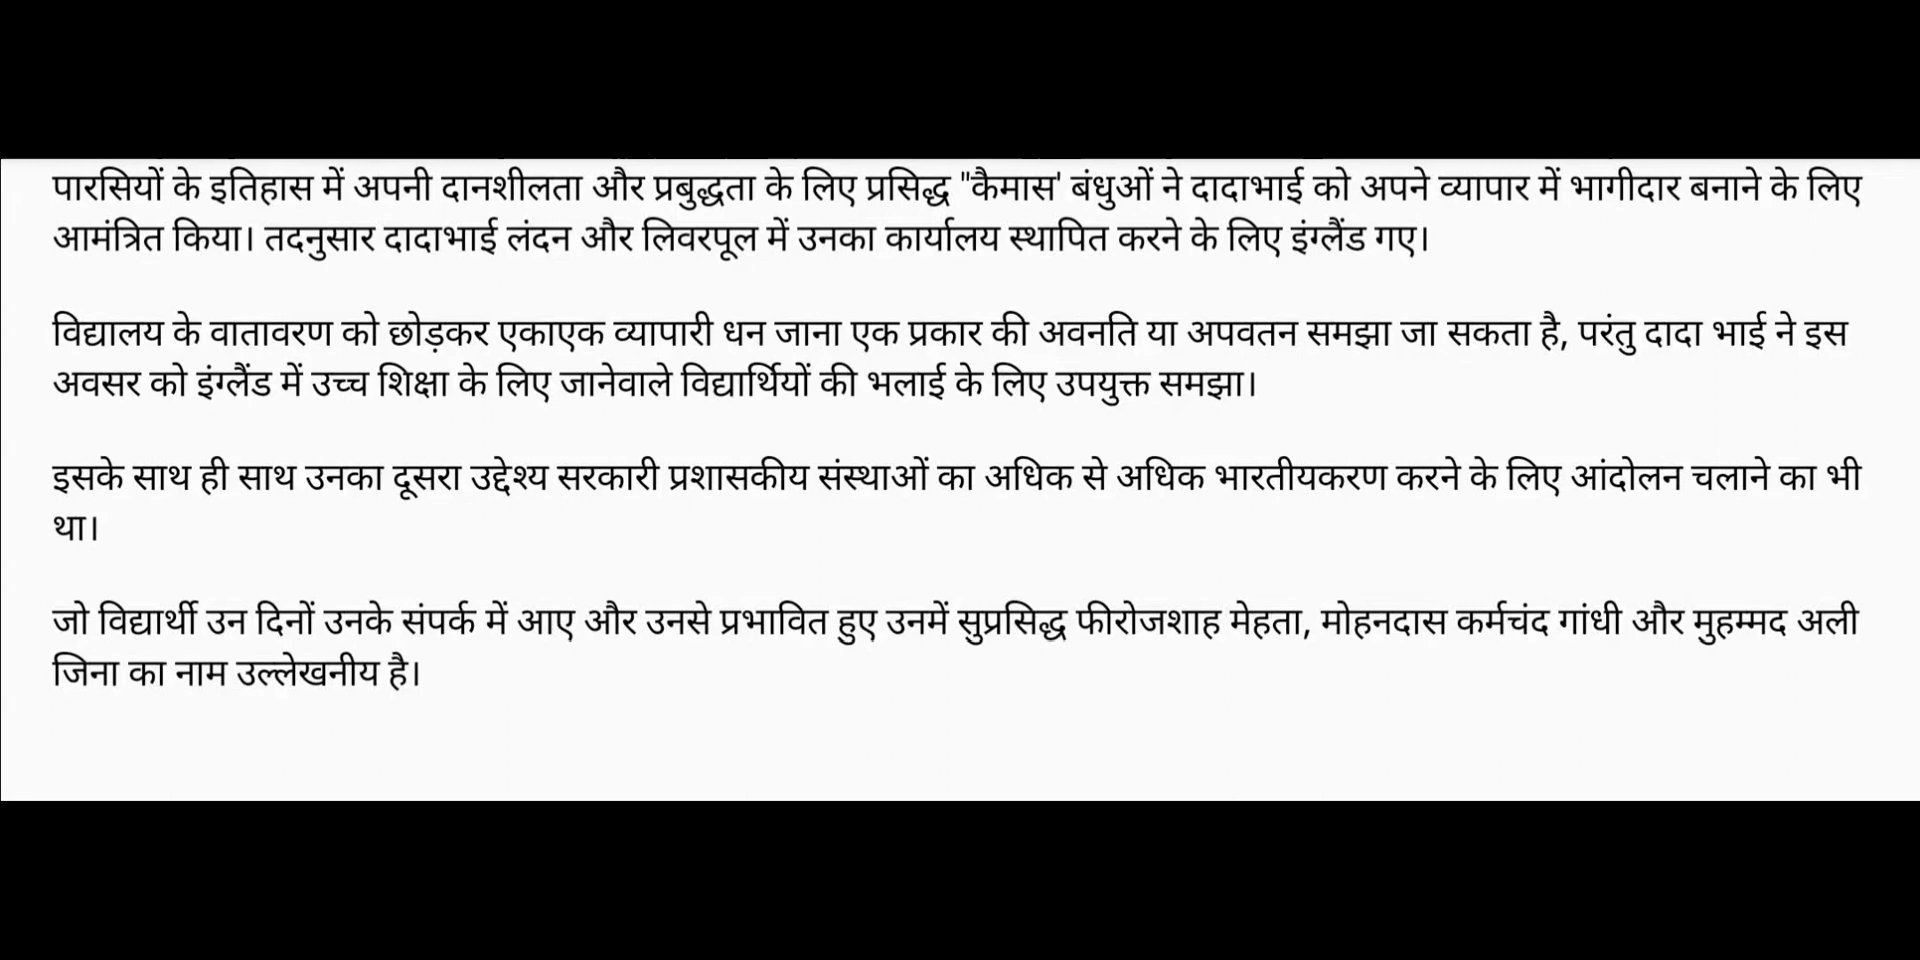 पारसियों के इतिहास में अपनी दानशीलता और प्रबुद्धता के लिए प्रसिद्ध "कैमास' बंधुओं ने दादाभाई को अपने व्यापार में भागीदार बनाने के लिए
आमंत्रित किया। तदनुसार दादाभाई लंदन और लिवरपूल में उनका कार्यालय स्थापित करने के लिए इंग्लैंड गए।
विद्यालय के वातावरण को छोड़कर एकाएक व्यापारी धन जाना एक प्रकार की अवनति या अपवतन समझा जा सकता है, परंतु दादा भाई ने इस
अवसर को इंग्लैंड में उच्च शिक्षा के लिए जानेवाले विद्यार्थियों की भलाई के लिए उपयुक्त समझा।
इसके साथ ही साथ उनका दूसरा उद्देश्य सरकारी प्रशासकीय संस्थाओं का अधिक से अधिक भारतीयकरण करने के लिए आंदोलन चलाने का भी
था।
जो विद्यार्थी उन दिनों उनके संपर्क में आए और उनसे प्रभावित हुए उनमें सुप्रसिद्ध फीरोजशाह मेहता, मोहनदास कर्मचंद गांधी और मुहम्मद अली
जिना का नाम उल्लेखनीय है।